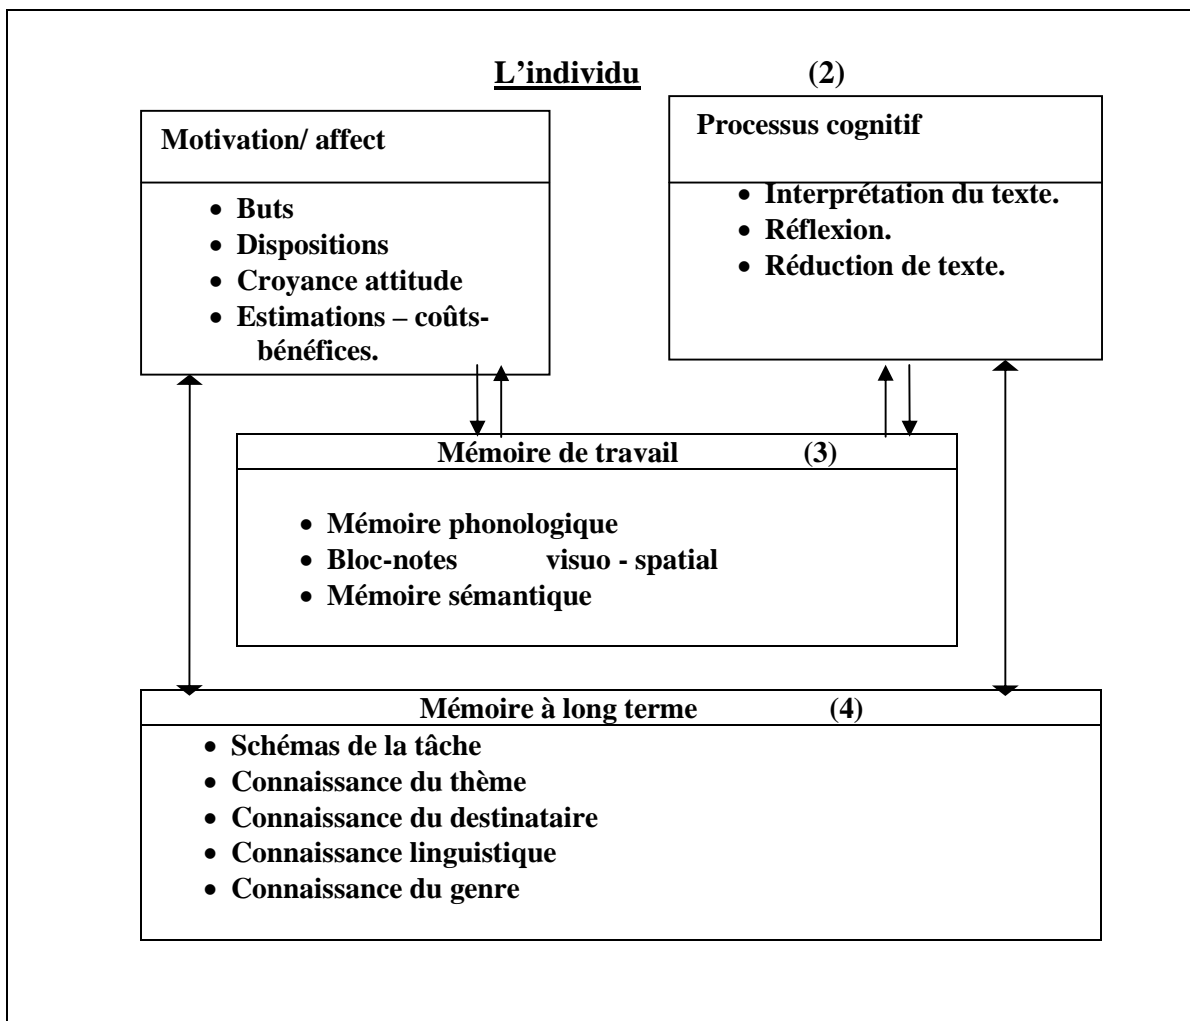 L’individu (2)
Motivation/ affect
• Buts
• Dispositions
• Croyance attitude
• Estimations – coûts-
bénéfices.
Processus cognitif
• Interprétation du texte.
• Réflexion.
• Réduction de texte.
Mémoire de travail (3)
• Mémoire phonologique
• Bloc-notes visuo - spatial
• Mémoire sémantique
Mémoire à long terme (4)
• Schémas de la tâche
• Connaissance du thème
• Connaissance du destinataire
• Connaissance linguistique
• Connaissance du genre